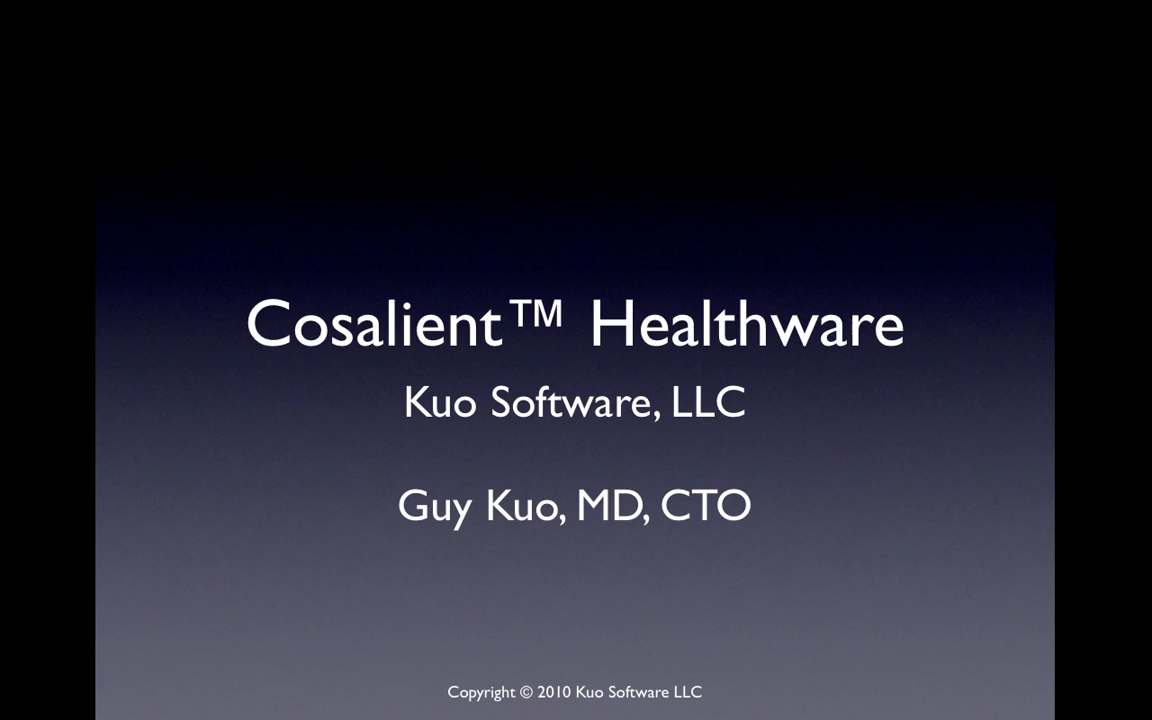 Cosalient™ Healthware
Kuo Software, LLC
Guy Kuo, MD, CTO
Copyright © 2010 Kuo Software LLC